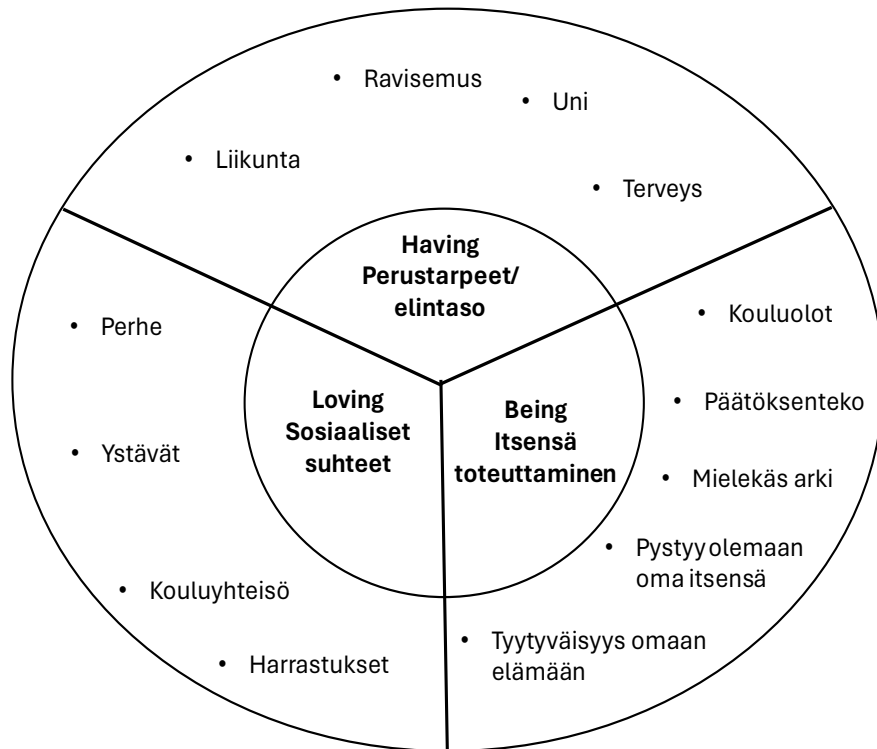 • Ravisemus
• Uni
• Liikunta
• Terveys
Having
Perustarpeet/
elintaso
• Perhe
• Ystävät
• Kouluyhteisö
• Harrastukset
Loving
Sosiaaliset
suhteet
Being
Itsensä
toteuttaminen
• Kouluolot
• Päätöksenteko
• Mielekäs arki
• Pystyy olemaan
oma itsensä
• Tyytyväisyys omaan
elämään